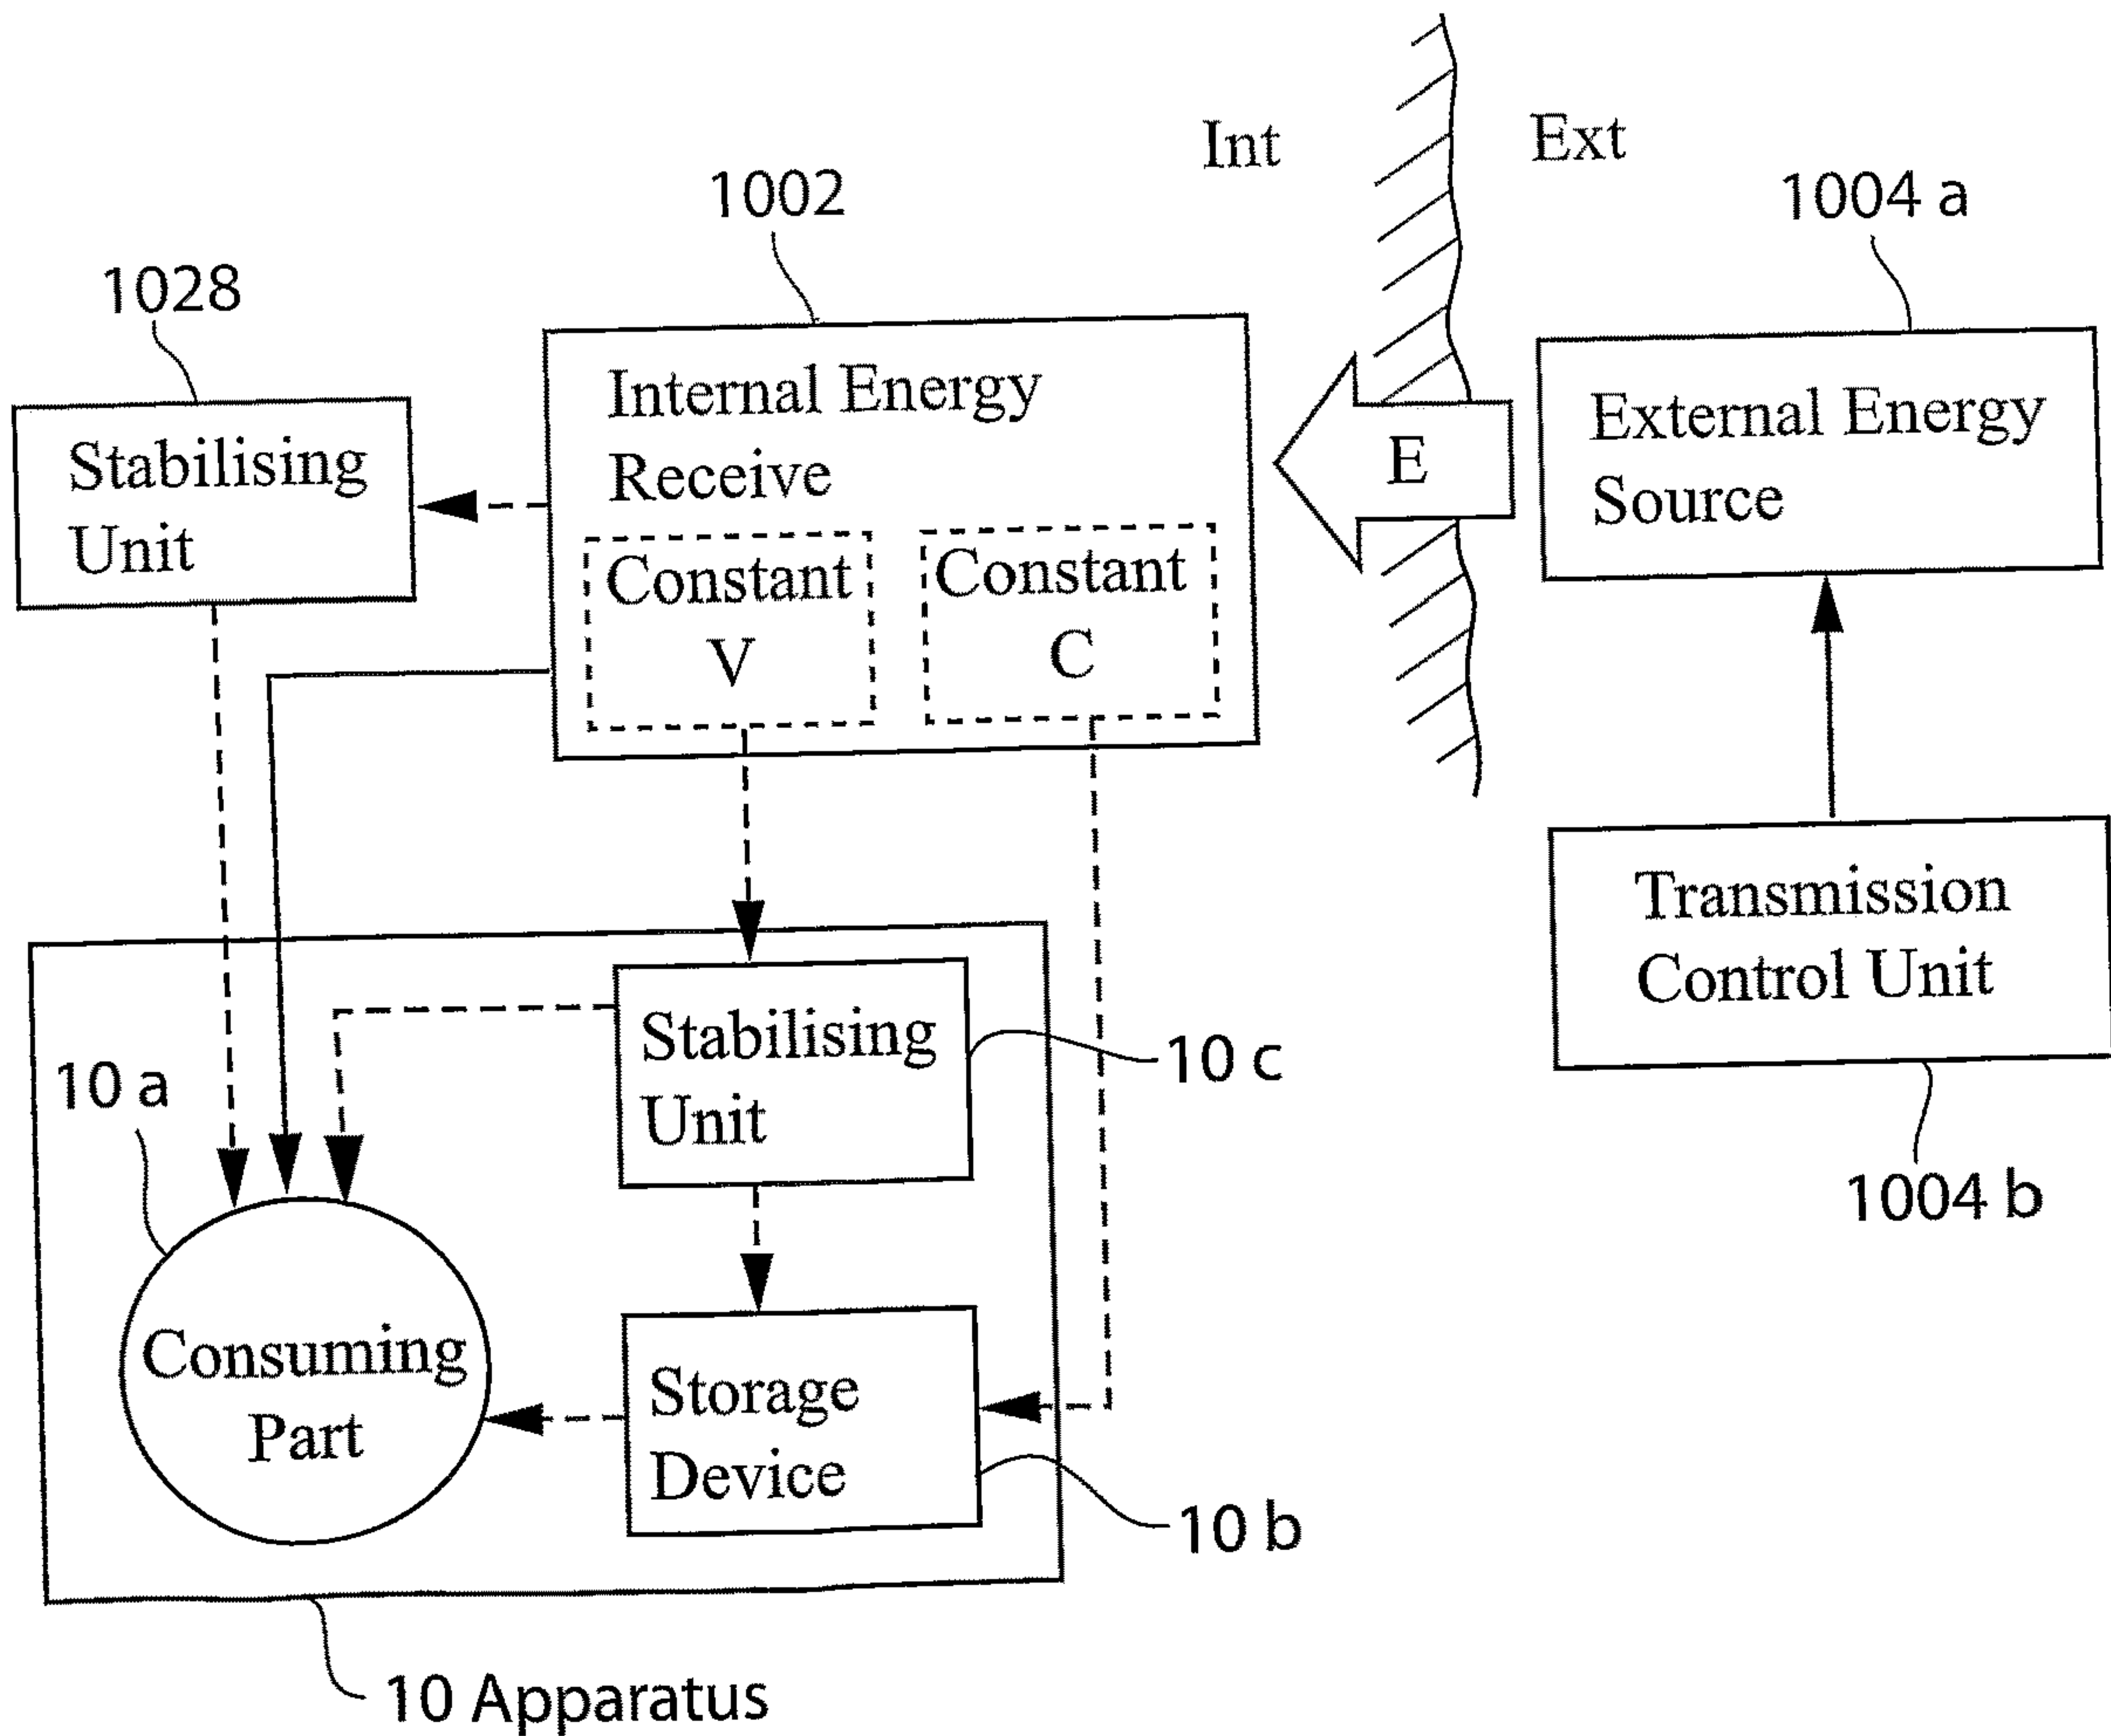 Int
Ext
1002
1004 a
1028
Internal Energy
Receive
External Energy
Source
E
Stabilising
Unit
Constant
V
Constant
C
Transmission
Control Unit
10 a
Stabilising
Unit
10 c
1004 b
Consuming
Part
Storage
Device
10 b
10 Apparatus